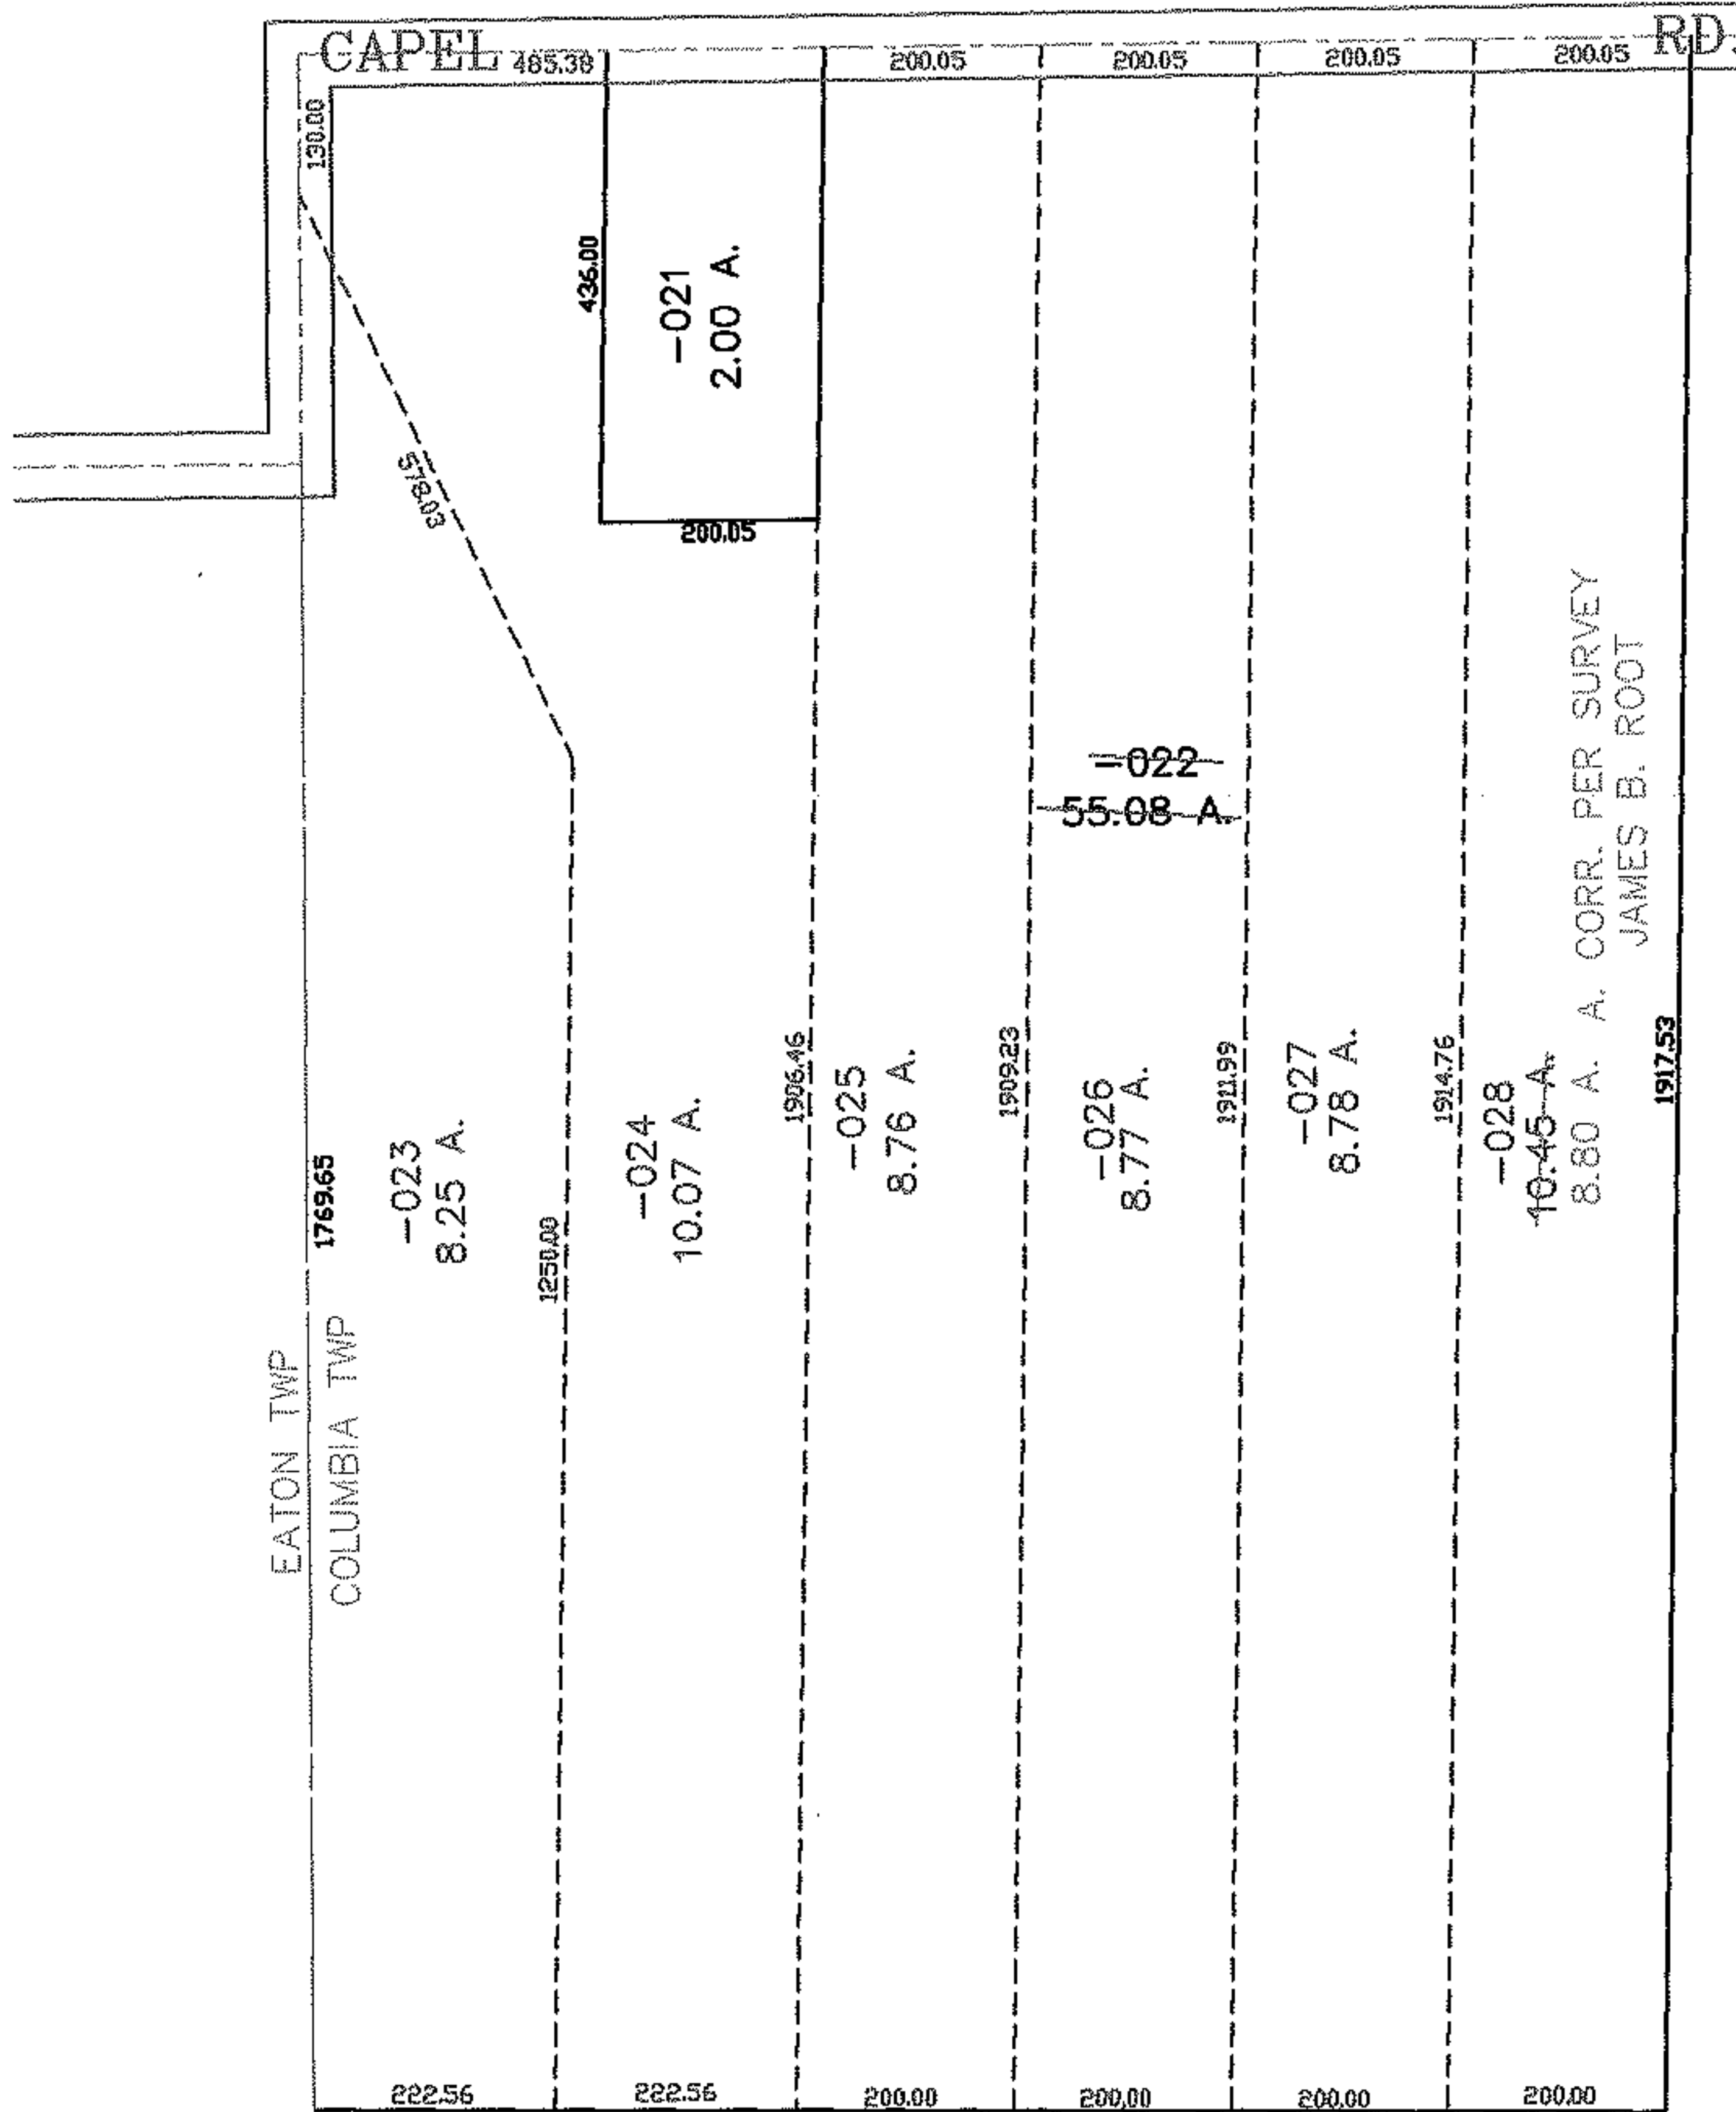 CAPEL RD.
485.38
200.05
200.05
200.05
200.05
130.00
436.00
-021
2.00 A.
578.03
200.05
-022
55.08 A.
8.80 A. A. CORR. PER SURVEY
JAMES B. ROOT
1769.65
-023
8.25 A.
1250.00
-024
10.07 A.
1906.46
-025
8.76 A.
1909.23
-026
8.77 A.
1911.99
-027
8.78 A.
1914.76
-028
10.45 A.
1917.53
EATON TWP
COLUMBIA TWP
222.56
222.56
200.00
200.00
200.00
200.00